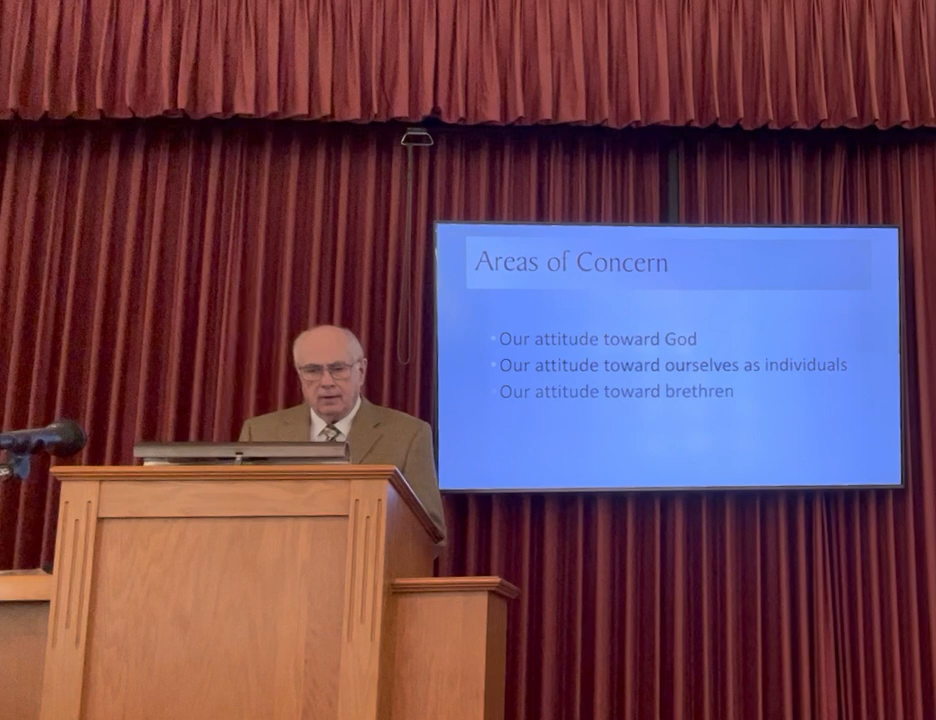 Areas of Concern
Our attitude toward God
Our attitude toward ourselves as individuals
Our attitude toward brethren